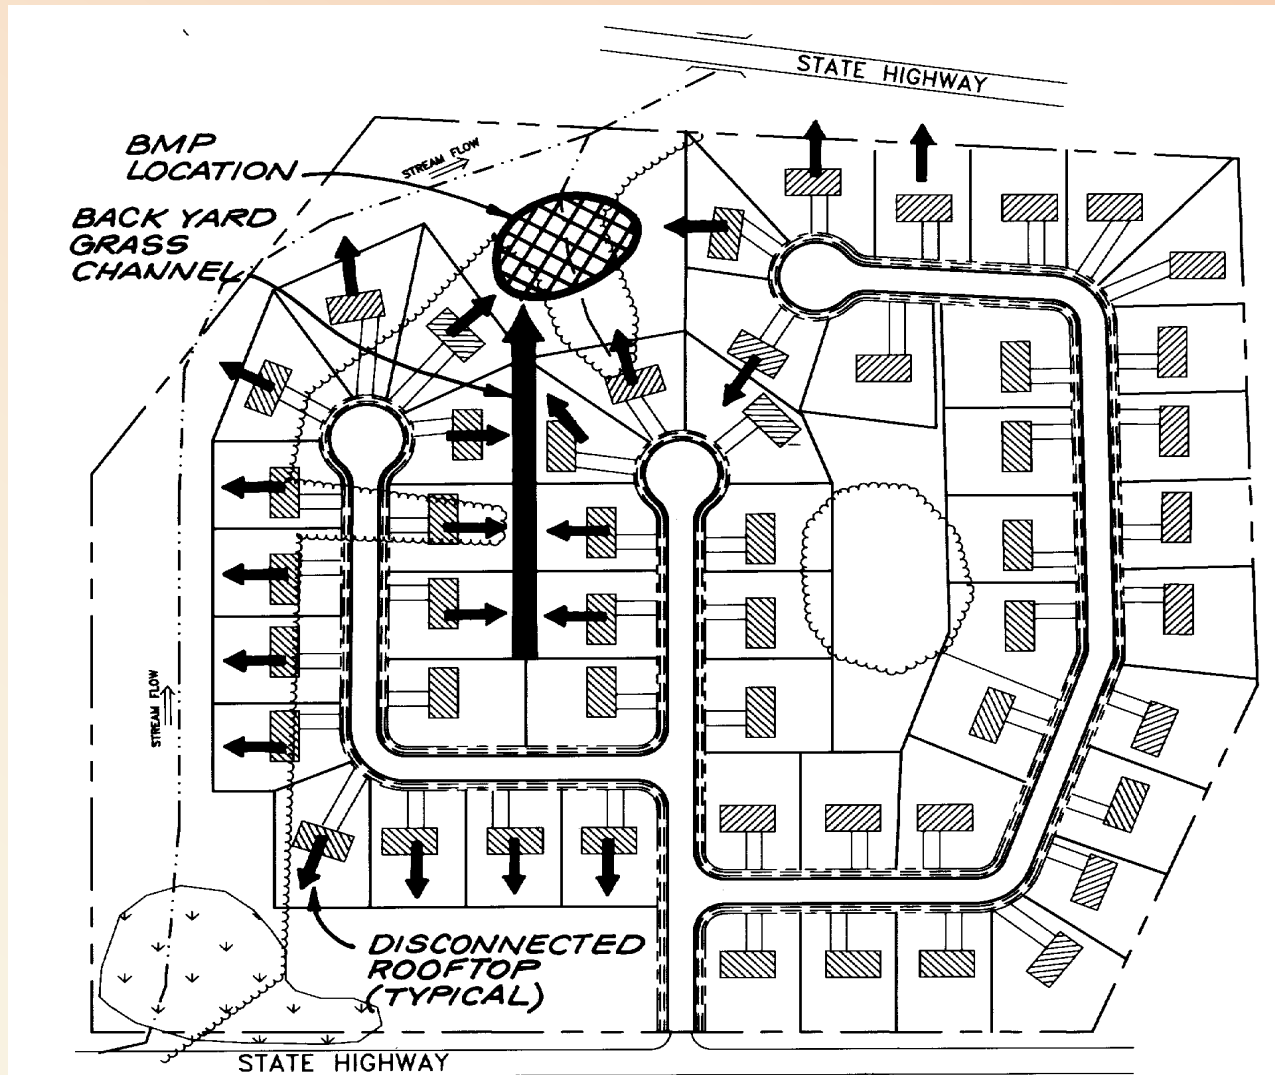 STATE HIGHWAY
BMP
LOCATION
STREAM FLOW
BACK YARD
GRASS
CHANNEL
STREAM FLOW
DISCONNECTED
ROOFTOP
(TYPICAL)
STATE HIGHWAY